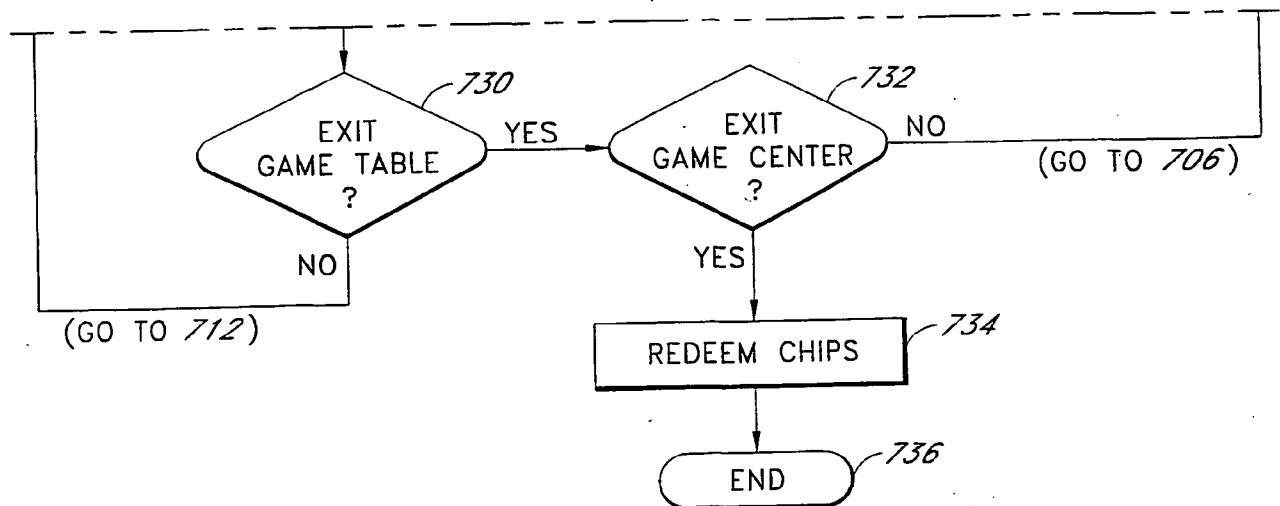 730
EXIT
GAME TABLE
?
YES
732
EXIT
GAME CENTER
?
NO
(GO TO 706)
NO
(GO TO 712)
YES
REDEEM CHIPS
734
END
736